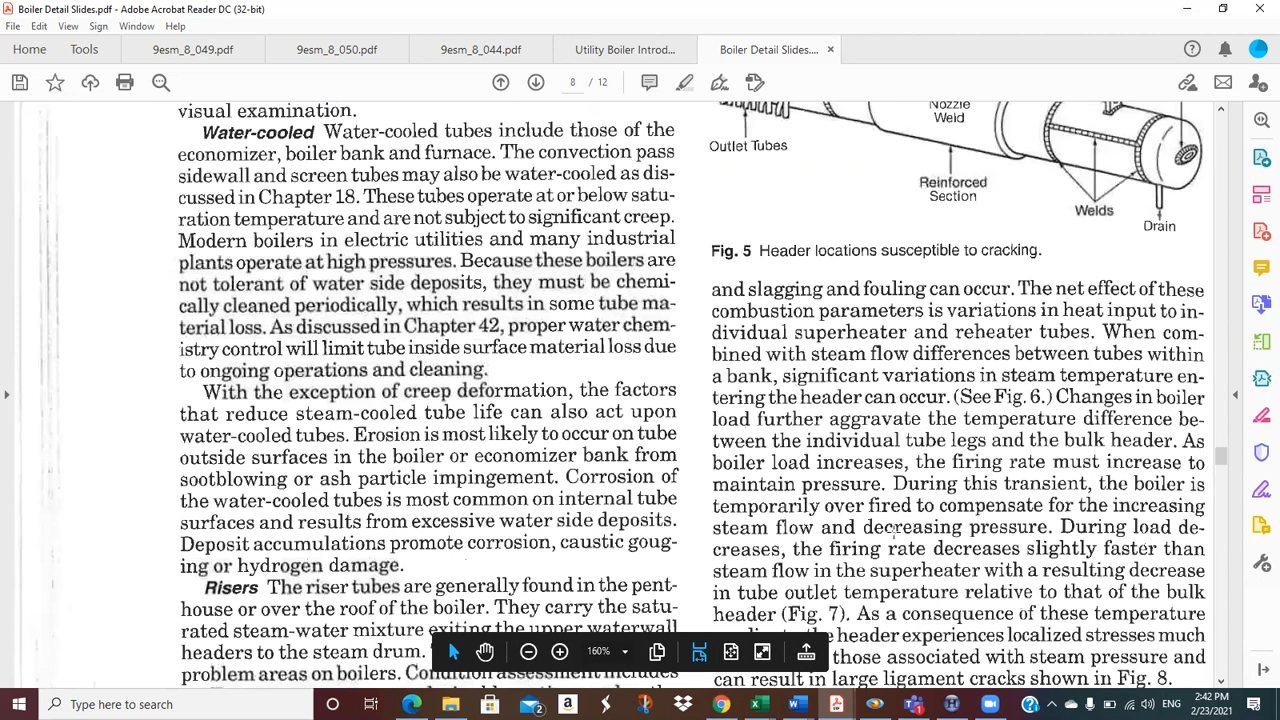 Boiler Detail Slides.pdf - Adobe Acrobat Reader DC (32-bit)
File Edit View Sign Window Help
Home Tools 9esm_8_049.pdf 9esm_8_050.pdf 9esm_8_044.pdf Utility Boiler Introd... Boiler Detail Slides....
8 / 12
visual examination.
Water-cooled Water-cooled tubes include those of the
economizer, boiler bank and furnace. The convection pass
sidewall and screen tubes may also be water-cooled as dis-
cussed in Chapter 18. These tubes operate at or below satu-
ration temperature and are not subject to significant creep.
Modern boilers in electric utilities and many industrial
plants operate at high pressures. Because these boilers are
not tolerant of water side deposits, they must be chemi-
cally cleaned periodically, which results in some tube ma-
terial loss. As discussed in Chapter 42, proper water chem-
istry control will limit tube inside surface material loss due
to ongoing operations and cleaning.
With the exception of creep deformation, the factors
that reduce steam-cooled tube life can also act upon
water-cooled tubes. Erosion is most likely to occur on tube
outside surfaces in the boiler or economizer bank from
sootblowing or ash particle impingement. Corrosion of
the water-cooled tubes is most common on internal tube
surfaces and results from excessive water side deposits.
Deposit accumulations promote corrosion, caustic goug-
ing or hydrogen damage.
Risers The riser tubes are generally found in the pent-
house or over the roof of the boiler. They carry the satu-
rated steam-water mixture exiting the upper waterwall
headers to the steam drum.
problem areas on boilers. Condition assessment includes
Nozzle
Weld
Outlet Tubes
Reinforced
Section
Welds
Drain
Fig. 5 Header locations susceptible to cracking.
and slagging and fouling can occur. The net effect of these
combustion parameters is variations in heat input to in-
dividual superheater and reheater tubes. When com-
bined with steam flow differences between tubes within
a bank, significant variations in steam temperature en-
tering the header can occur. (See Fig. 6.) Changes in boiler
load further aggravate the temperature difference be-
tween the individual tube legs and the bulk header. As
boiler load increases, the firing rate must increase to
maintain pressure. During this transient, the boiler is
temporarily over fired to compensate for the increasing
steam flow and decreasing pressure. During load de-
creases, the firing rate decreases slightly faster than
steam flow in the superheater with a resulting decrease
in tube outlet temperature relative to that of the bulk
header (Fig. 7). As a consequence of these temperature
the header experiences localized stresses much
those associated with steam pressure and
can result in large ligament cracks shown in Fig. 8.
160%
Type here to search
ENG
2:42 PM
2/23/2021